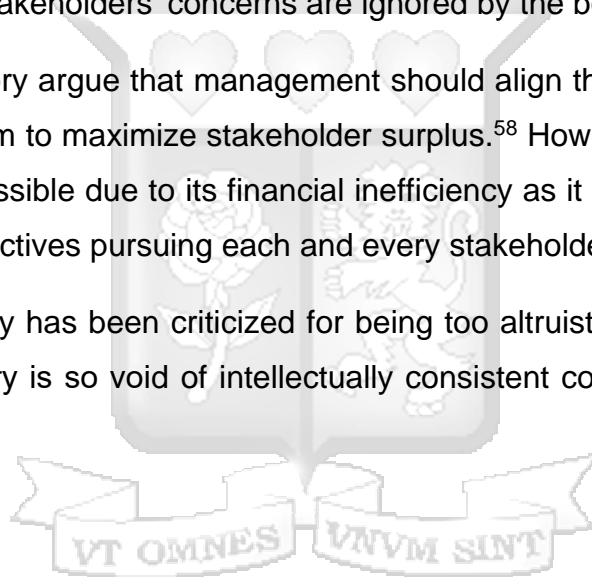 akeholders' concerns are ignored by the b
ry argue that management should align th
m to maximize stakeholder surplus.58 How
ssible due to its financial inefficiency as it
ctives pursuing each and every stakeholde
y has been criticized for being too altruist
ry is so void of intellectually consistent co
VT OMNES VNVM SINT